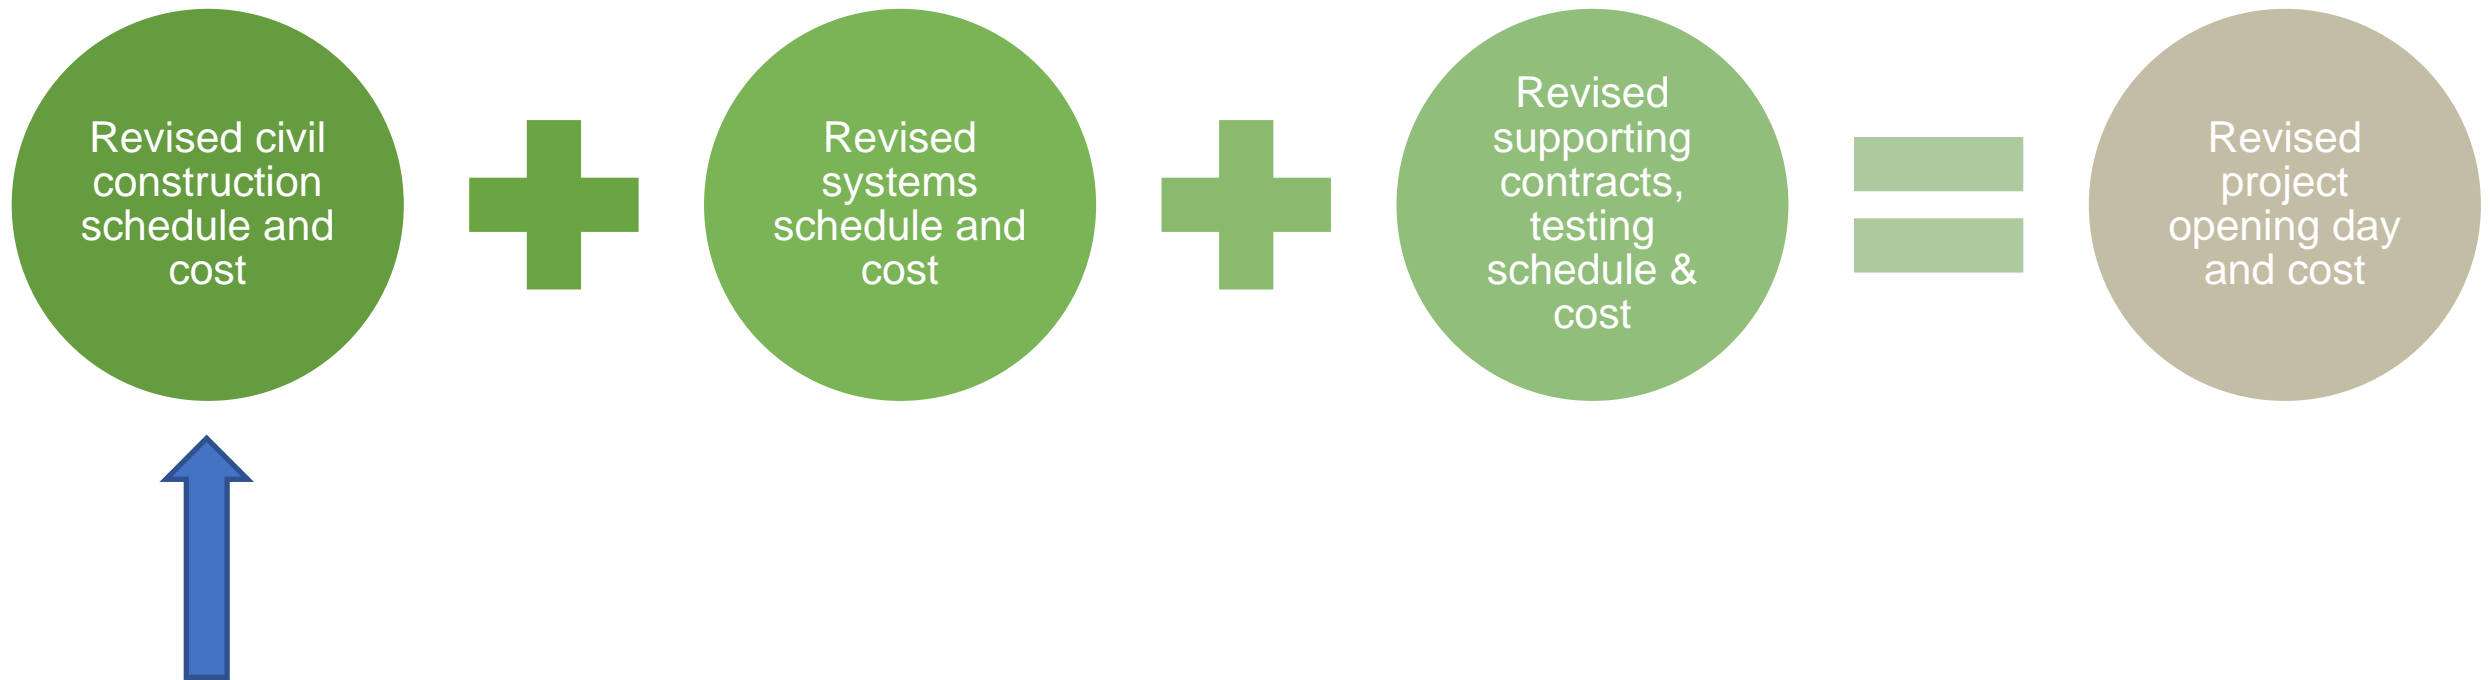 Revised civil
construction
schedule and
cost
Revised
systems
schedule and
cost
Revised
supporting
contracts,
testing
schedule &
cost
Revised
project
opening day
and cost